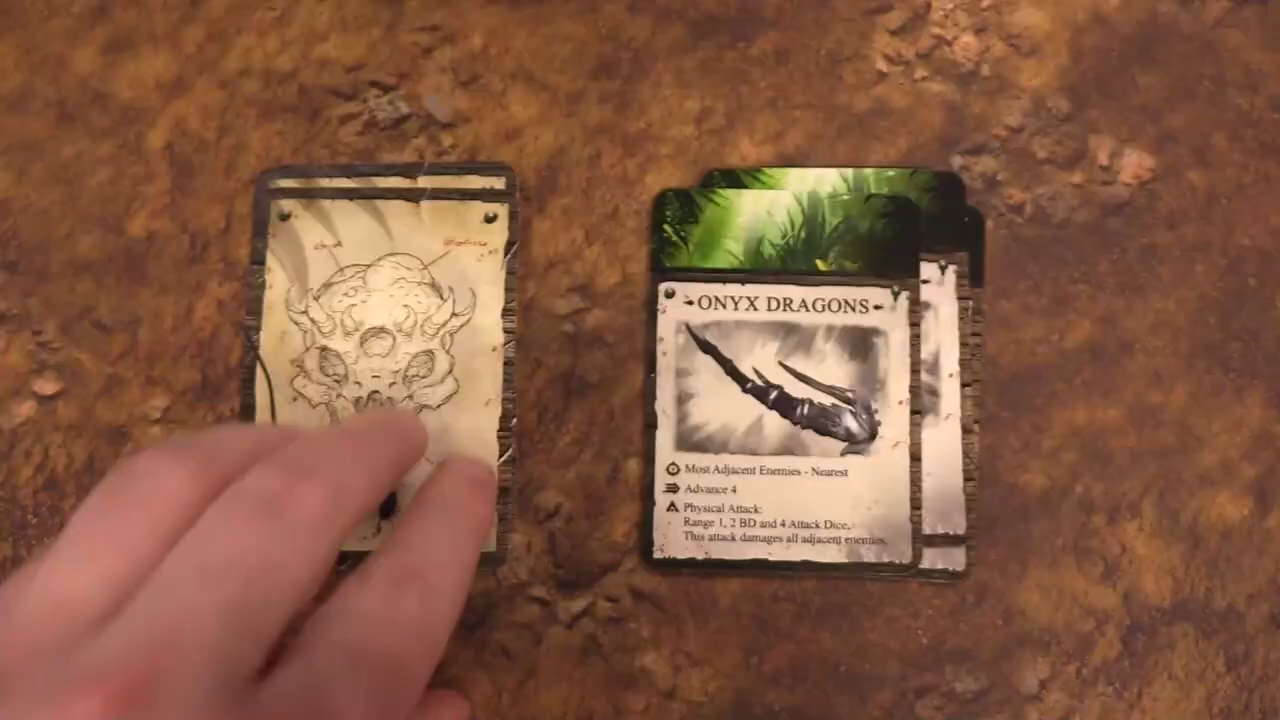 ONYX DRAGONS
Most Adjacent Enemies - Nearest
Advance 4
Physical Attack:
Range 1, 2 BD and 4 Attack Dice.
This attack damages all adjacent enemies.